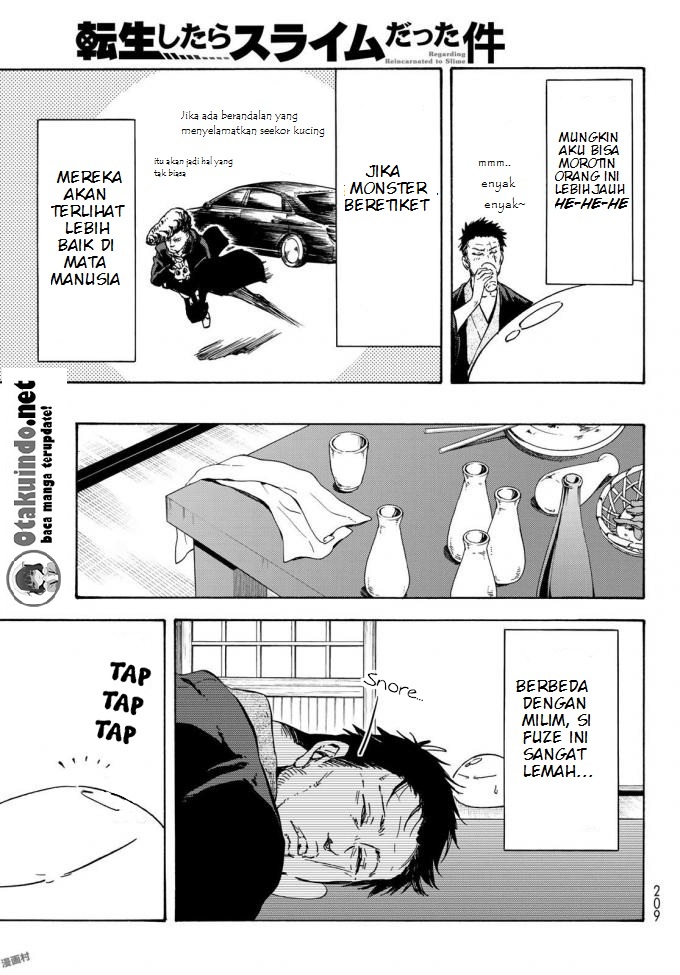 転生したらスライムだった件
Regarding
Reincarnated to Slime
MUNGKIN
AKU BISA
MOROTIN
ORANG INI
LEBIH JAUH
HE-HE-HE
mmm..
enyak
enyak~
JIKA
MONSTER
BERETIKET
Jika ada berandalan yang
menyelamatkan seekor kucing
itu akan jadi hal yang
tak biasa
MEREKA
AKAN
TERLIHAT
LEBIH
BAIK DI
MATA
MANUSIA
Otakuindo.net
baca manga terupdate!
BERBEDA
DENGAN
MILIM, SI
FUZE INI
SANGAT
LEMAH...
Snore...
TAP
TAP
TAP
209
漫画村